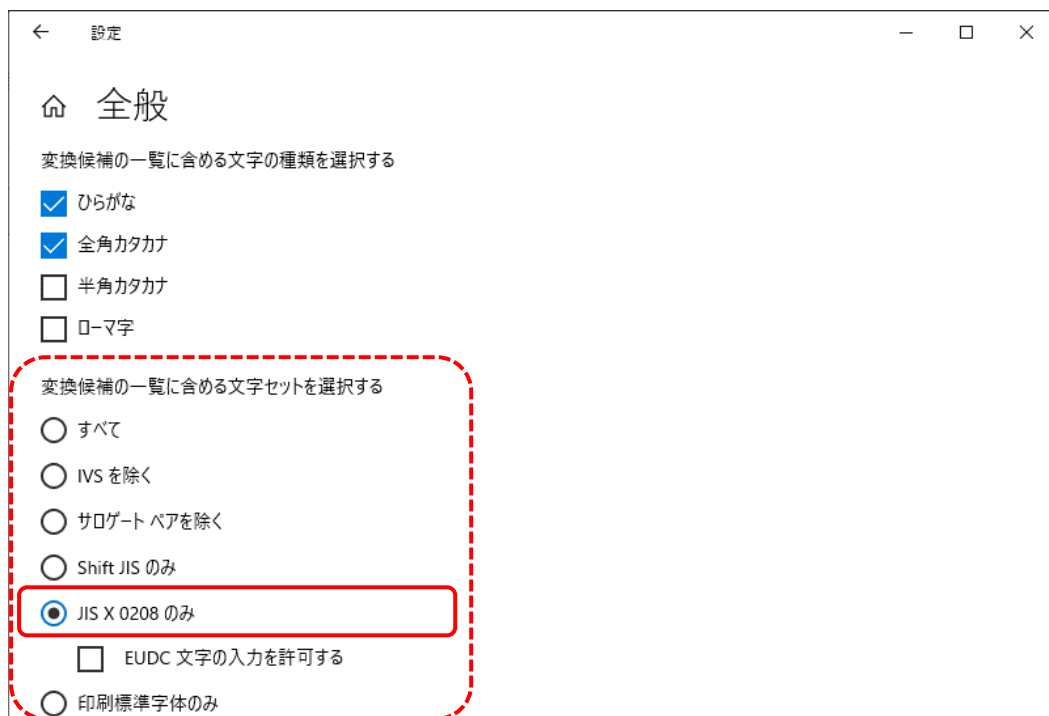 設定
全般
変換候補の一覧に含める文字の種類を選択する
ひらがな
全角カタカナ
半角カタカナ
ローマ字
変換候補の一覧に含める文字セットを選択する
すべて
IVS を除く
サロゲート ペアを除く
Shift JIS のみ
JIS X 0208 のみ
EUDC 文字の入力を許可する
印刷標準字体のみ